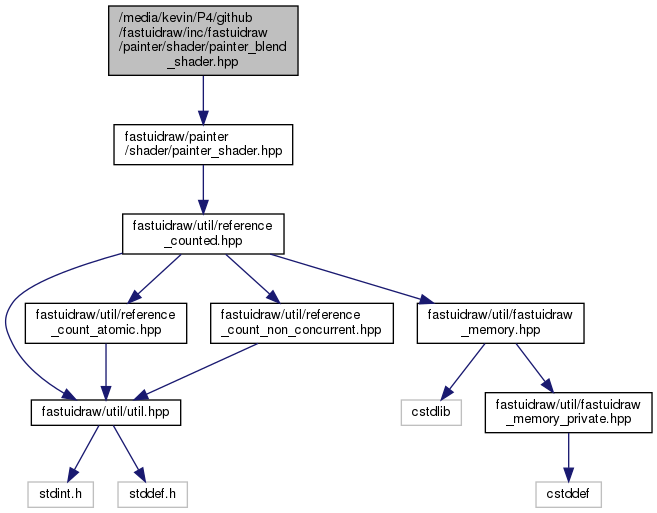 /media/kevin/P4/github
/fastuidraw/inc/fastuidraw
/painter/shader/painter_blend
_shader.hpp
fastuidraw/painter
/shader/painter_shader.hpp
fastuidraw/util/reference
_counted.hpp
fastuidraw/util/reference
_count_atomic.hpp
fastuidraw/util/reference
_count_non_concurrent.hpp
fastuidraw/util/fastuidraw
_memory.hpp
fastuidraw/util/util.hpp
cstdlib
fastuidraw/util/fastuidraw
_memory_private.hpp
stdint.h
stddef.h
cstddef